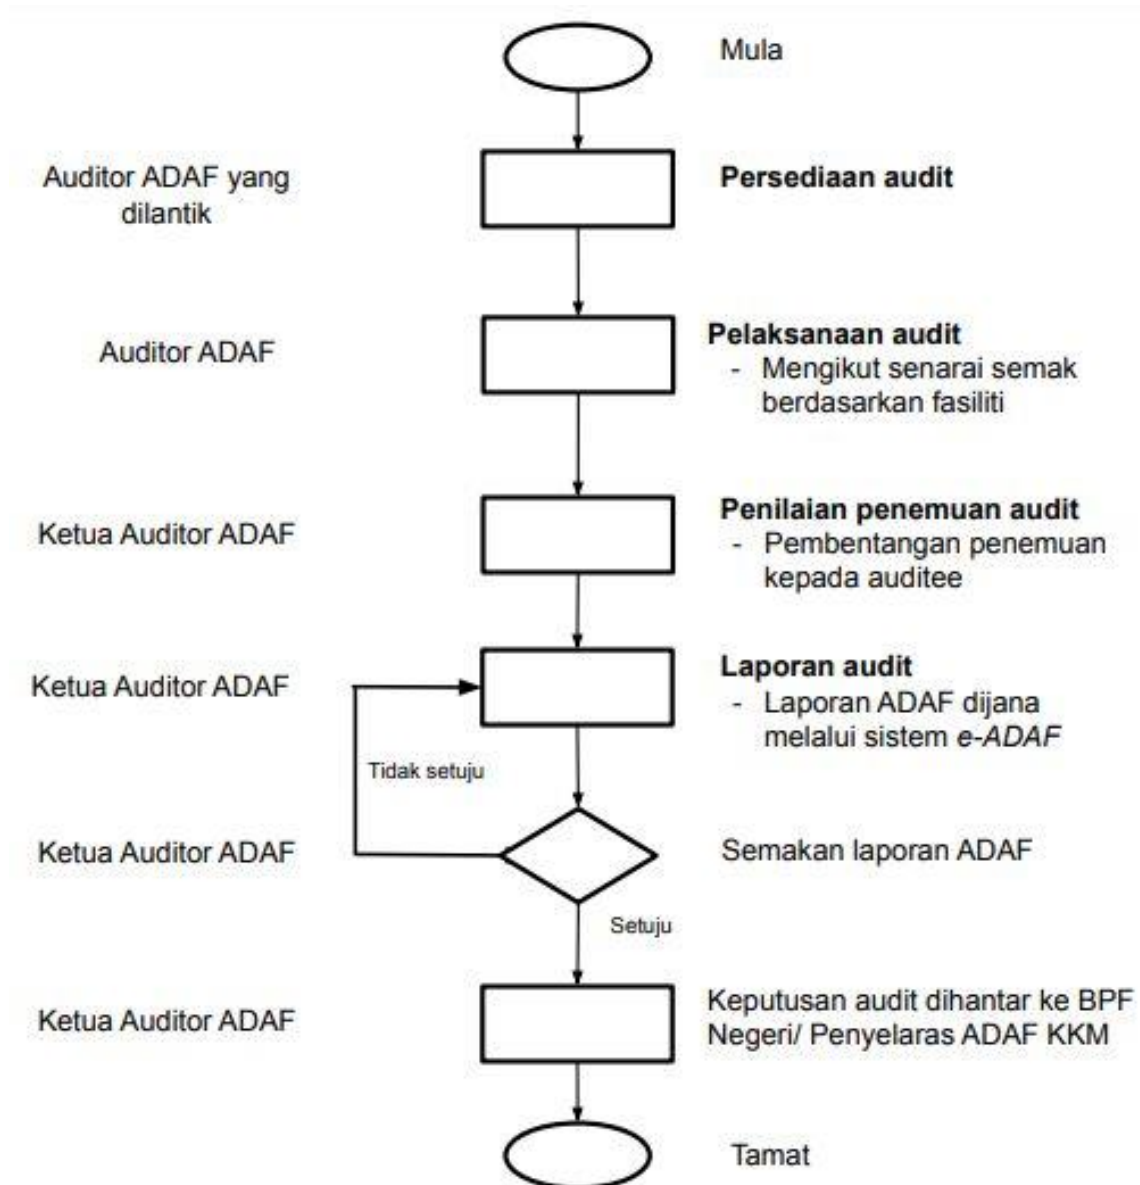 Mula
Auditor ADAF yang
dilantik
Persediaan audit
Auditor ADAF
Pelaksanaan audit
- Mengikut senarai semak
berdasarkan fasiliti
Ketua Auditor ADAF
Penilaian penemuan audit
- Pembentangan penemuan
kepada auditee
Ketua Auditor ADAF
Laporan audit
- Laporan ADAF dijana
melalui sistem e-ADAF
Tidak setuju
Ketua Auditor ADAF
Semakan laporan ADAF
Setuju
Ketua Auditor ADAF
Keputusan audit dihantar ke BPF
Negeri/ Penyelaras ADAF KKM
Tamat